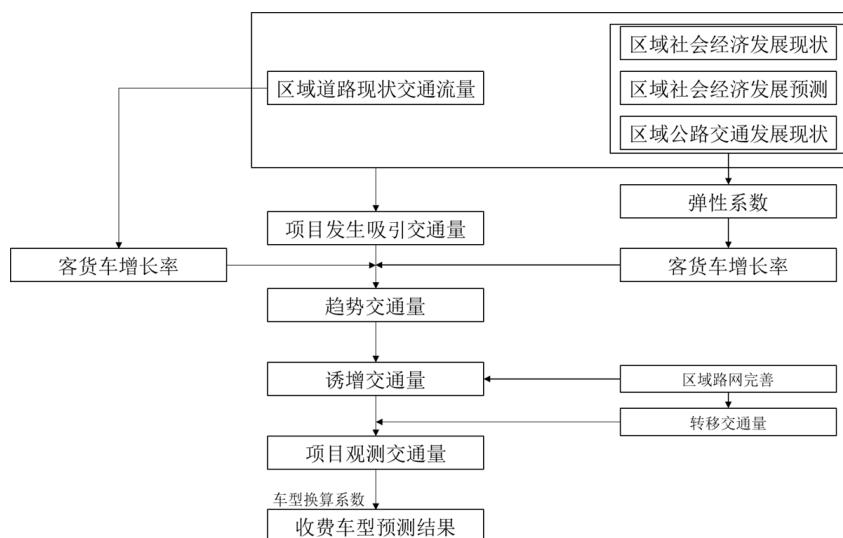 区域社会经济发展现状
区域道路现状交通流量
区域社会经济发展预测
区域公路交通发展现状
弹性系数
项目发生吸引交通量
客货车增长率
客货车增长率
趋势交通量
诱增交通量
区域路网完善
转移交通量
项目观测交通量
车型换算系数
收费车型预测结果